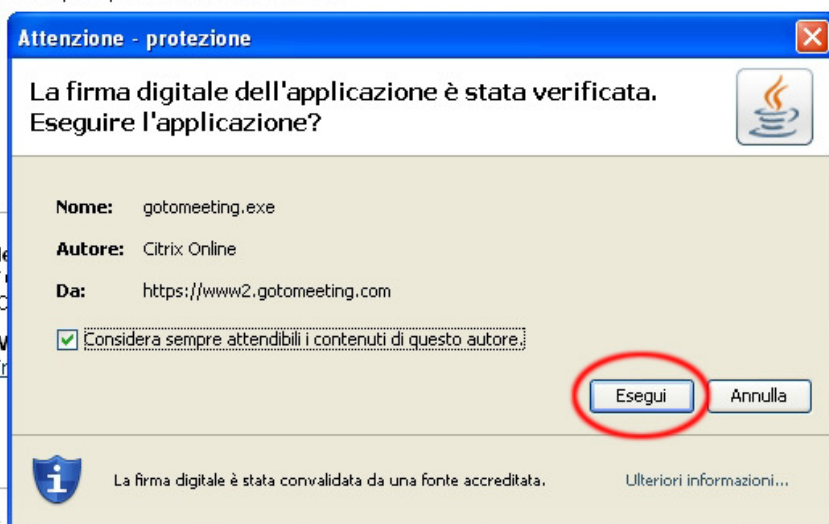 Attenzione - protezione
La firma digitale dell'applicazione è stata verificata.
Eseguire l'applicazione?
Nome: gotomeeting.exe
Autore: Citrix Online
Da: https://www2.gotomeeting.com
Considera sempre attendibili i contenuti di questo autore.
Esegui Annulla
La firma digitale è stata convalidata da una fonte accreditata. Ulteriori informazioni...